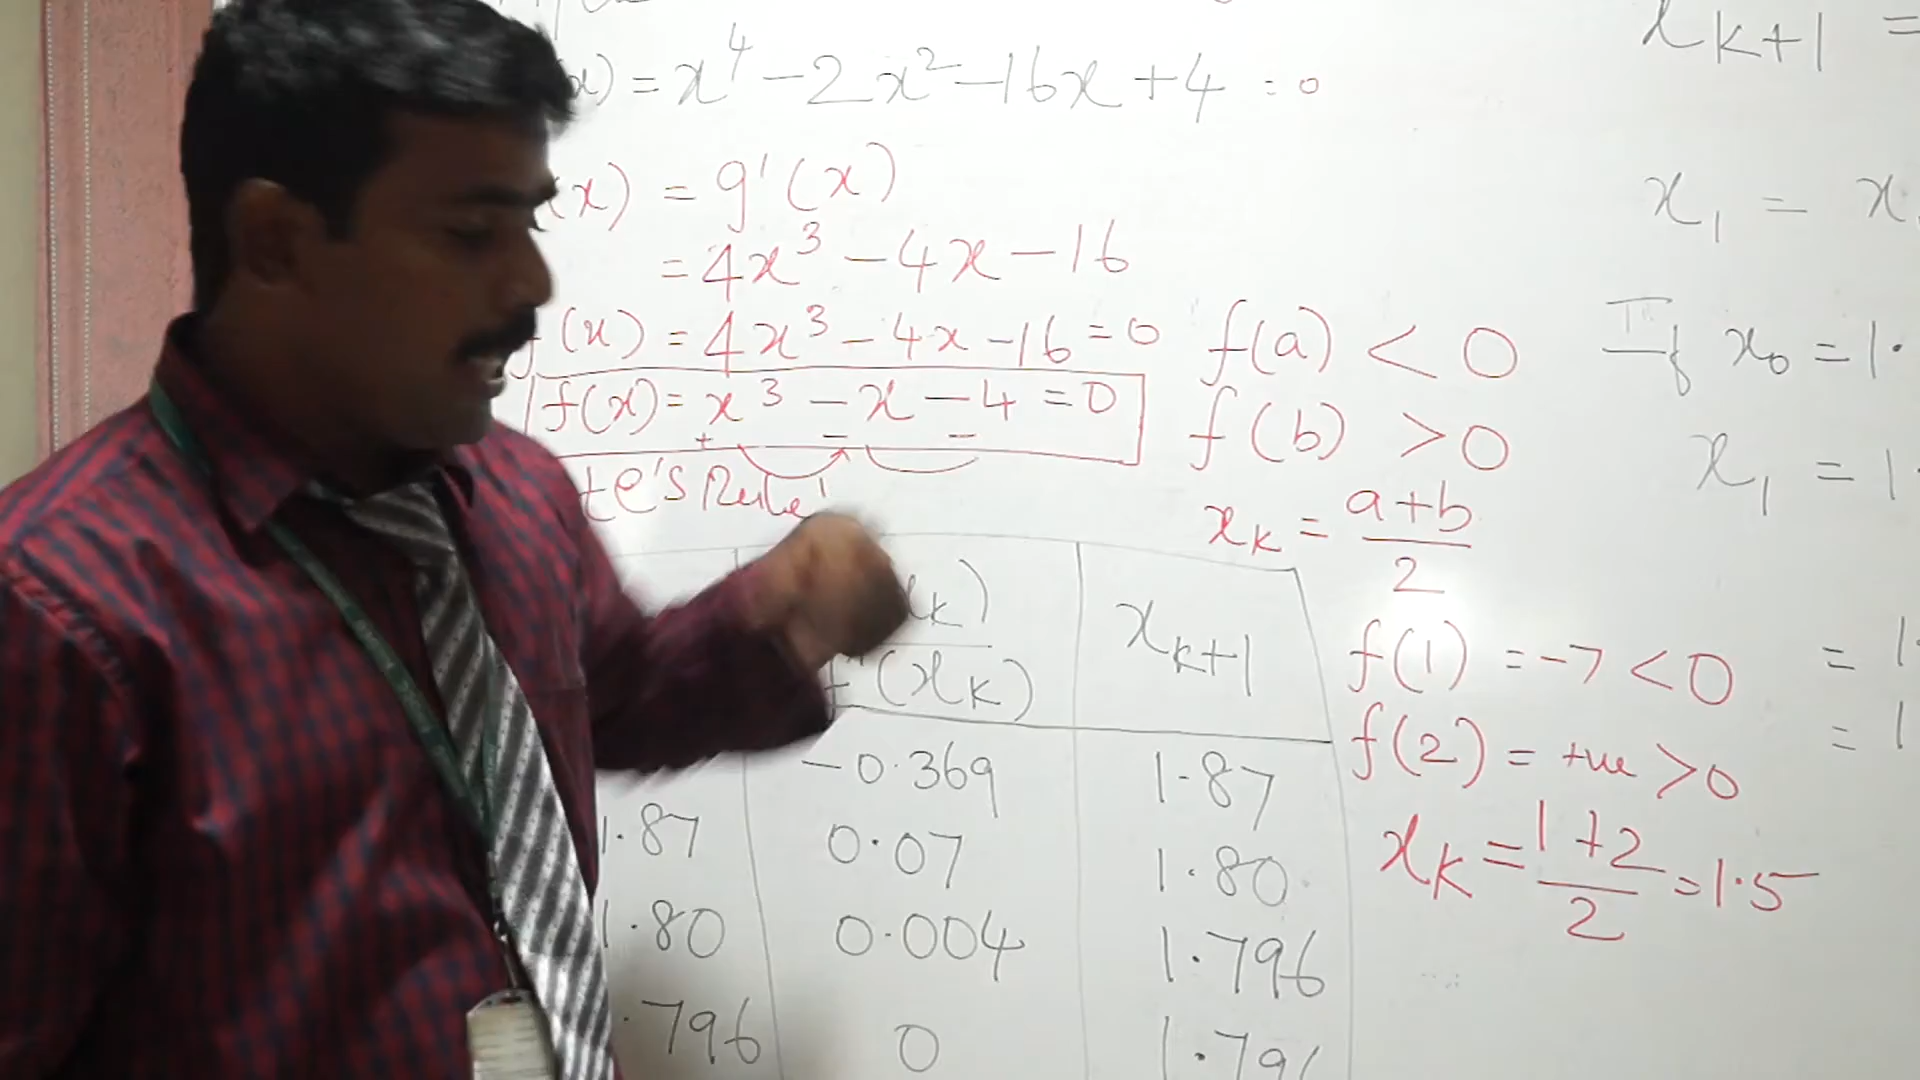 x) = x⁴ - 2x² - 16x + 4 = 0
(x) = g'(x)
= 4x³ - 4x - 16
f(x) = 4x³ - 4x - 16 = 0
f(x) = x³ - x - 4 = 0
+ - -
te's Rule
k)
f'(xₖ)
xₖ₊₁
-0.369 1.87
1.87 0.07 1.80
1.80 0.004 1.796
.796 0 1.796
f(a) < 0
f(b) > 0
xₖ = a+b
2
f(1) = -7 < 0
f(2) = +ve > 0
xₖ = 1+2 = 1.5
2
xₖ₊₁ =
x₁ = x
If x₀ = 1.
x₁ = 1.
= 1.
= 1